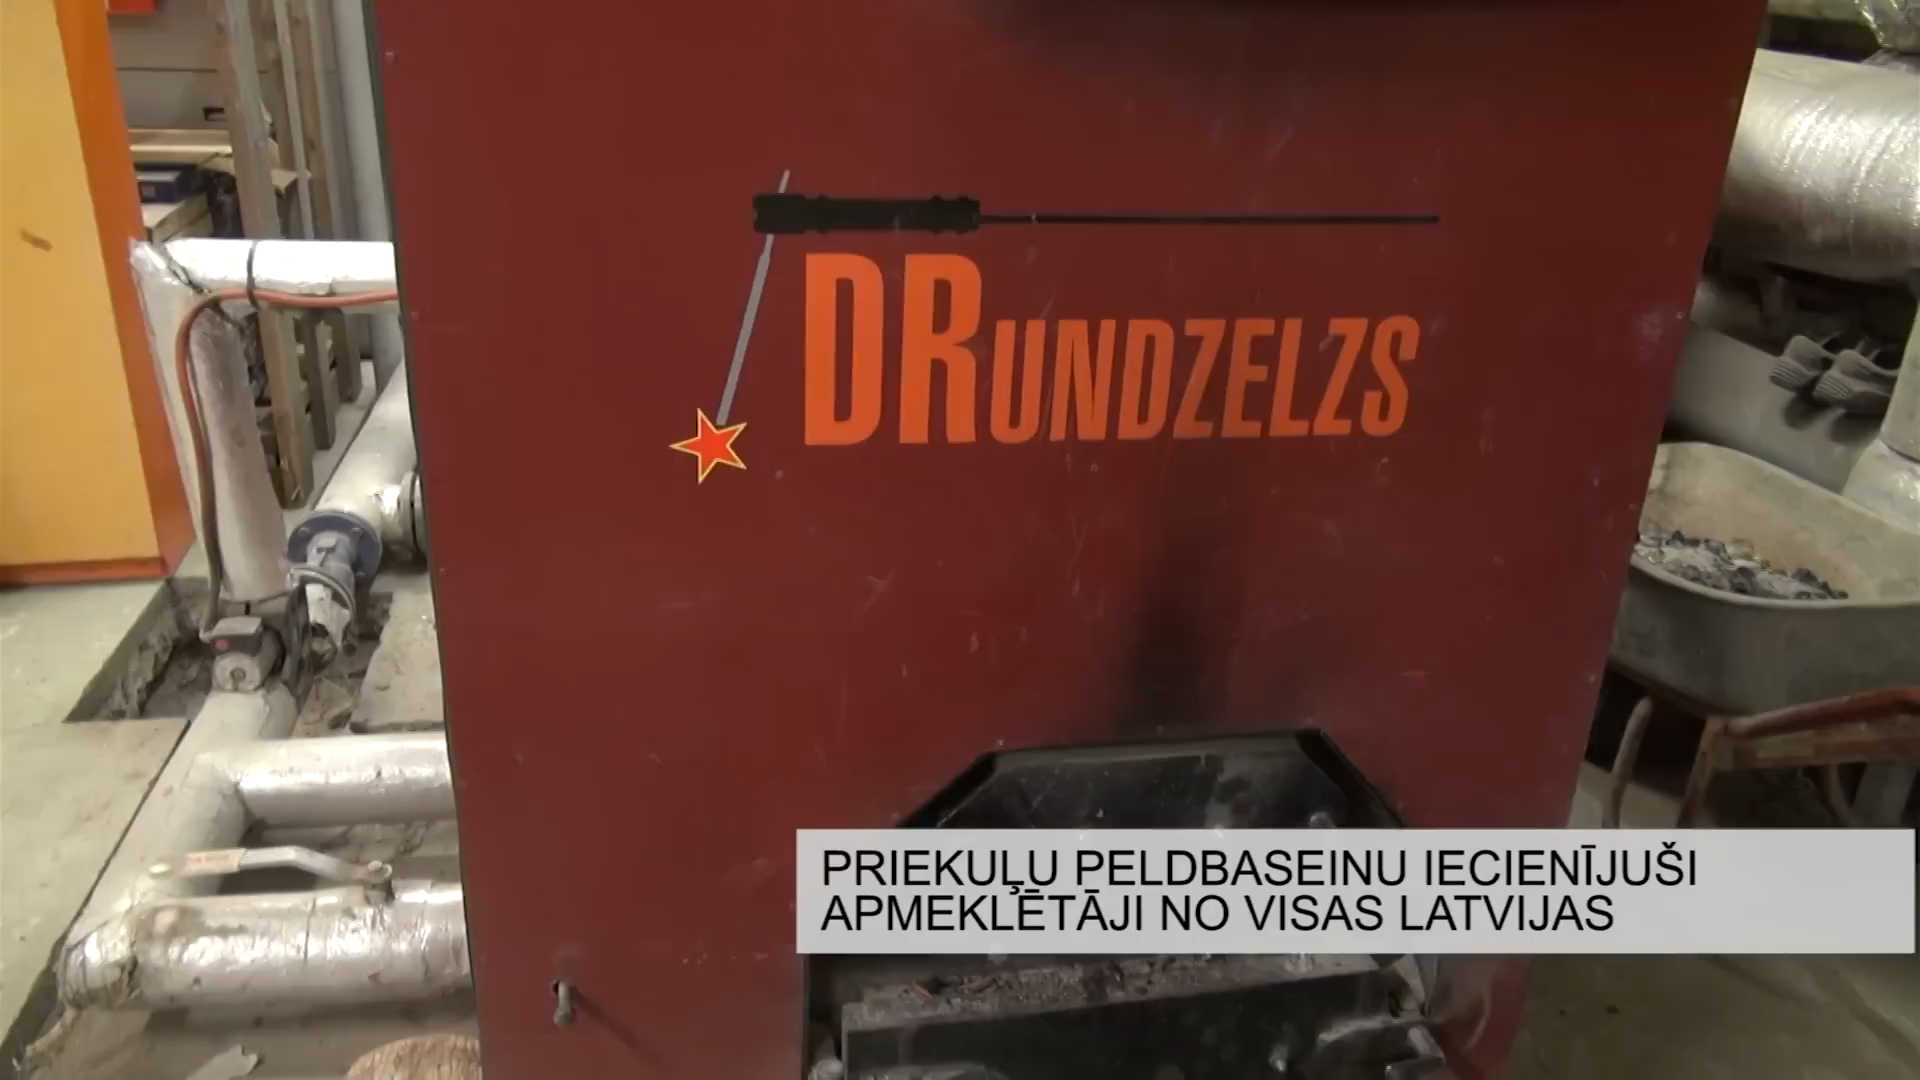 DRUNDZELZS
PRIEKUĻU PELDBASEINU IECIENĪJUŠI
APMEKLĒTĀJI NO VISAS LATVIJAS